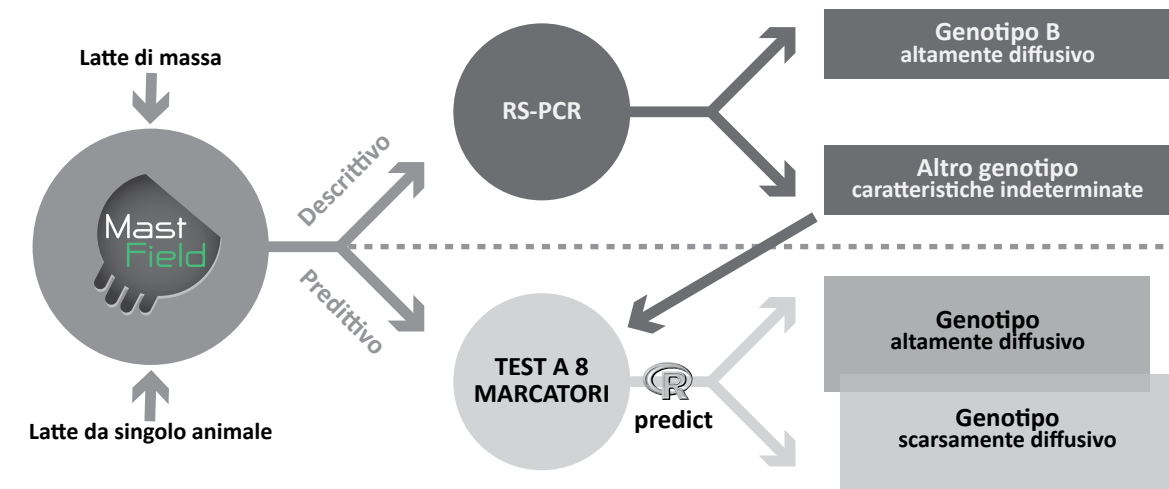 Latte di massa
Mast
Field
Latte da singolo animale
Descrittivo
Predittivo
RS-PCR
Genotipo B
altamente diffusivo
Altro genotipo
caratteristiche indeterminate
TEST A 8
MARCATORI
R
predict
Genotipo
altamente diffusivo
Genotipo
scarsamente diffusivo